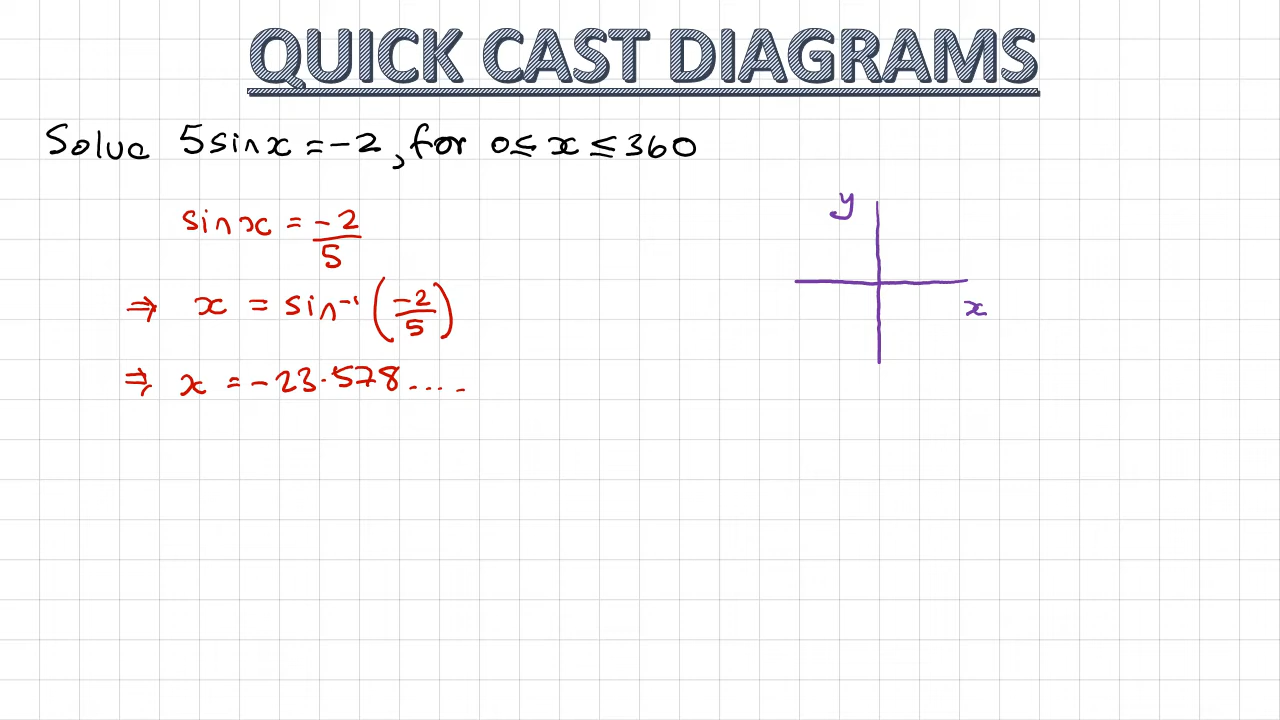 QUICK CAST DIAGRAMS
Solve 5sinx = -2, for 0 ≤ x ≤ 360
sinx = -2/5
⇒ x = sin⁻¹(-2/5)
⇒ x = -23.578.....
y
x